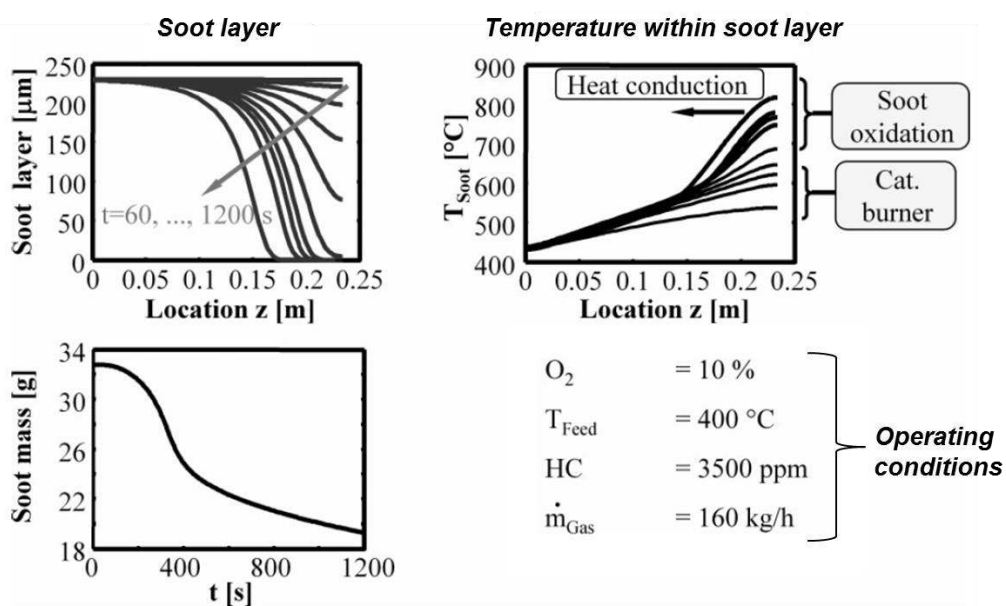 Soot layer
Temperature within soot layer
Soot layer [µm]
250
200
150
100
50
0
t=60, ..., 1200 s
0
0.05
0.1
0.15
0.2
0.25
Location z [m]
T_Soot [°C]
900
800
700
600
500
400
Heat conduction
Soot
oxidation
Cat.
burner
0
0.05
0.1
0.15
0.2
0.25
Location z [m]
Soot mass [g]
34
30
26
22
18
0
400
800
1200
t [s]
O₂ = 10 %
T_Feed = 400 °C
HC = 3500 ppm
ṁ_Gas = 160 kg/h
Operating
conditions